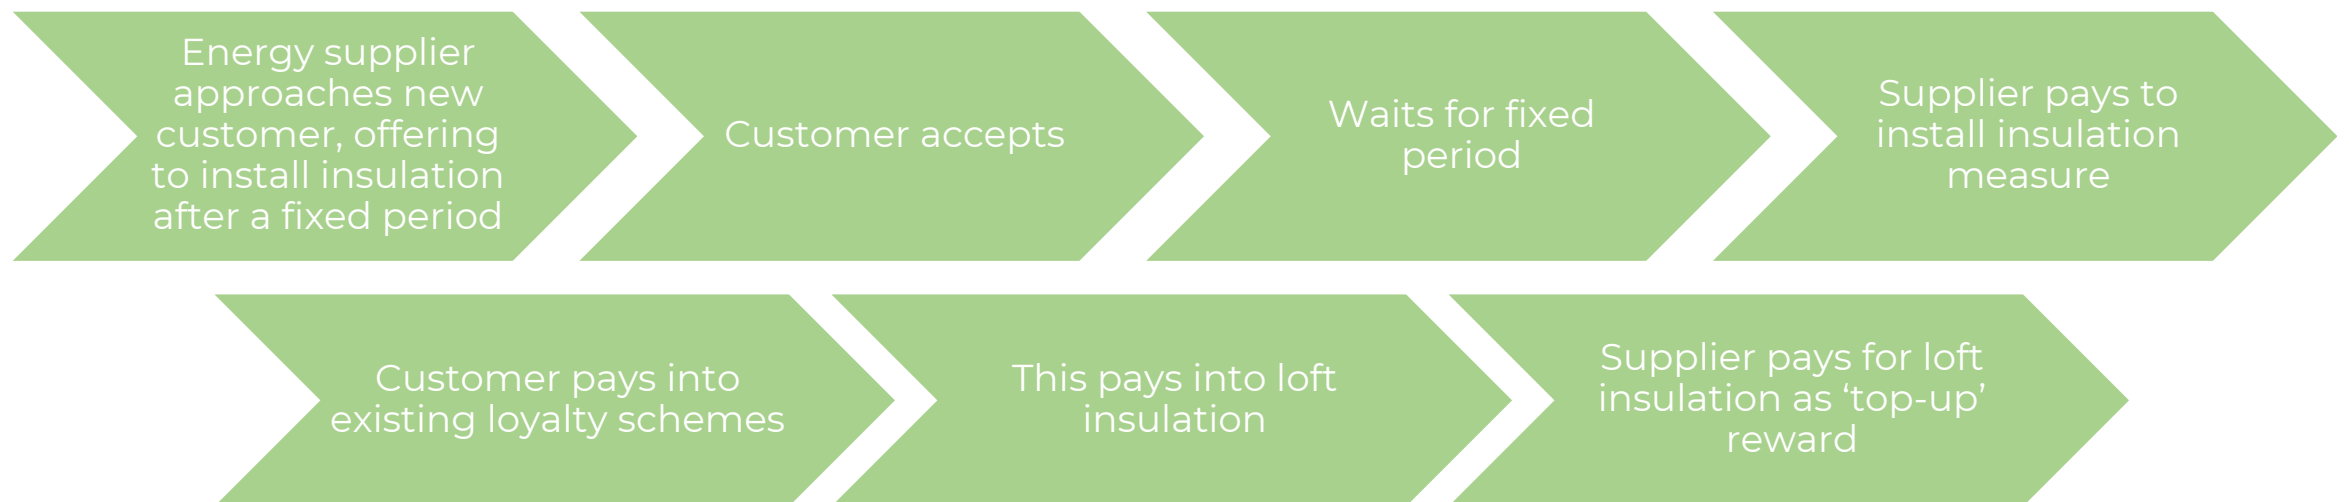 Energy supplier
approaches new
customer, offering
to install insulation
after a fixed period
Customer accepts
Waits for fixed
period
Supplier pays to
install insulation
measure
Customer pays into
existing loyalty schemes
This pays into loft
insulation
Supplier pays for loft
insulation as ‘top-up’
reward